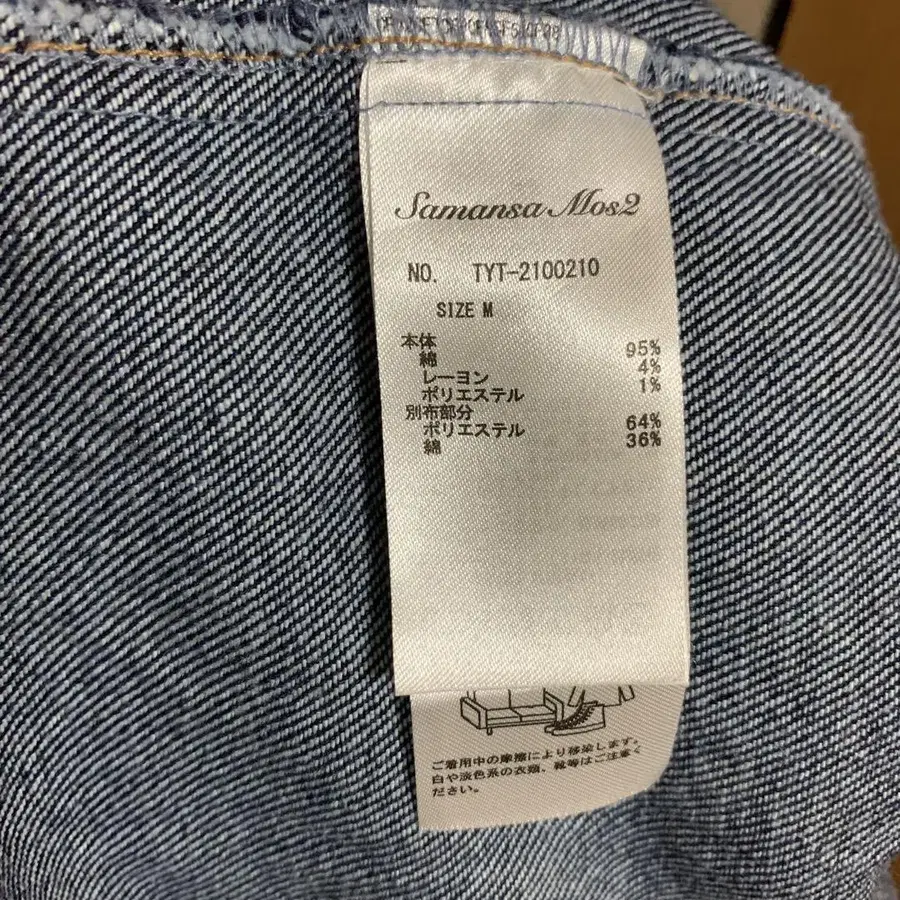 Samansa Mos2
NO. TYT-2100210
SIZE M
本体
綿 95%
レーヨン 4%
ポリエステル 1%
別布部分
ポリエステル 64%
綿 36%
ご着用中の摩擦により移染します。
白や淡色系の衣類、靴等はご注意く
ださい。